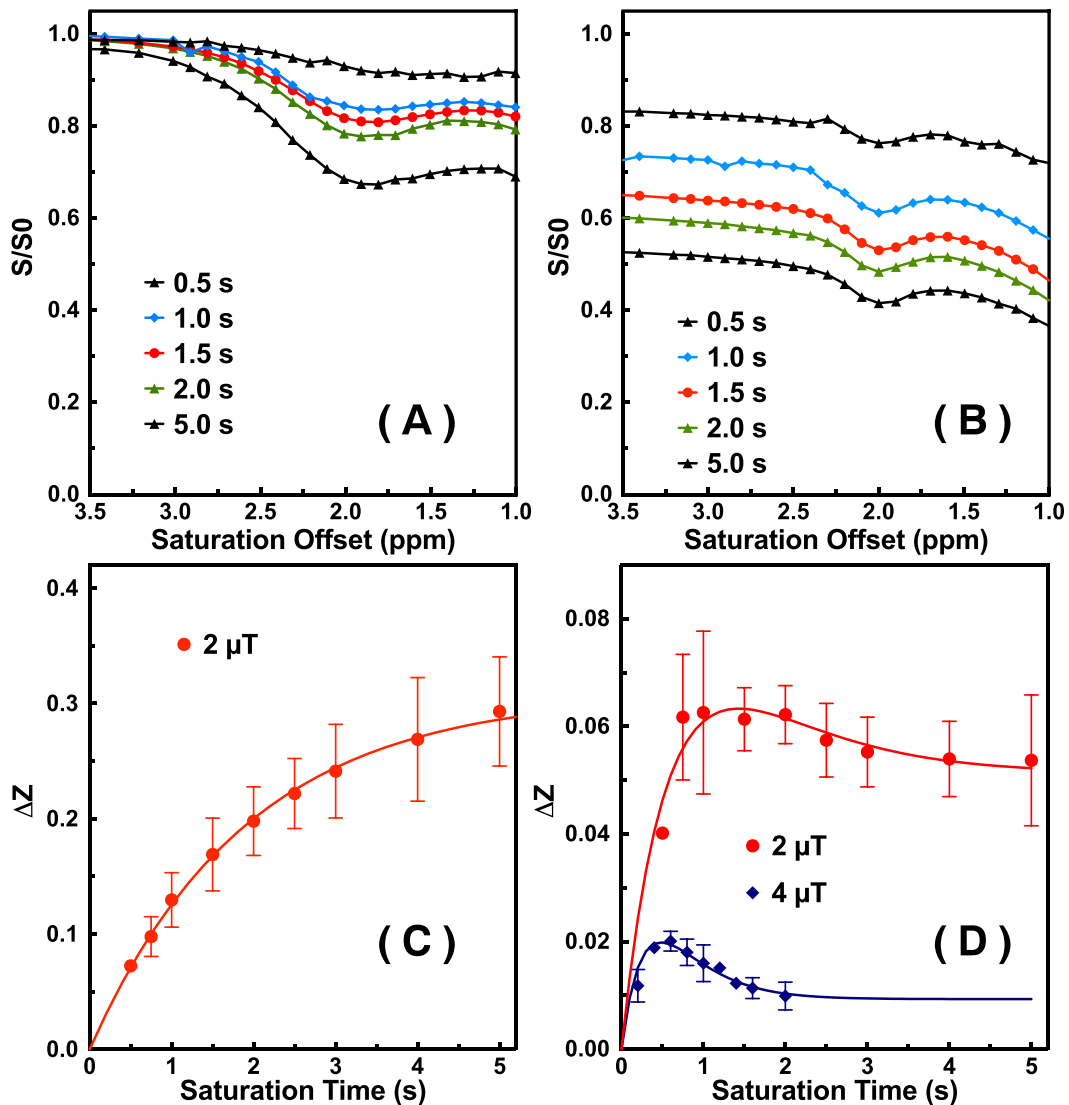 1.0
0.8
0.6
0.4
0.2
0.0
S/S0
0.5 s
1.0 s
1.5 s
2.0 s
5.0 s
( A )
3.5 3.0 2.5 2.0 1.5 1.0
Saturation Offset (ppm)
1.0
0.8
0.6
0.4
0.2
0.0
S/S0
0.5 s
1.0 s
1.5 s
2.0 s
5.0 s
( B )
3.5 3.0 2.5 2.0 1.5 1.0
Saturation Offset (ppm)
0.4
0.3
0.2
0.1
0.0
ΔZ
2 μT
( C )
0 1 2 3 4 5
Saturation Time (s)
0.08
0.06
0.04
0.02
0.00
ΔZ
2 μT
4 μT
( D )
0 1 2 3 4 5
Saturation Time (s)